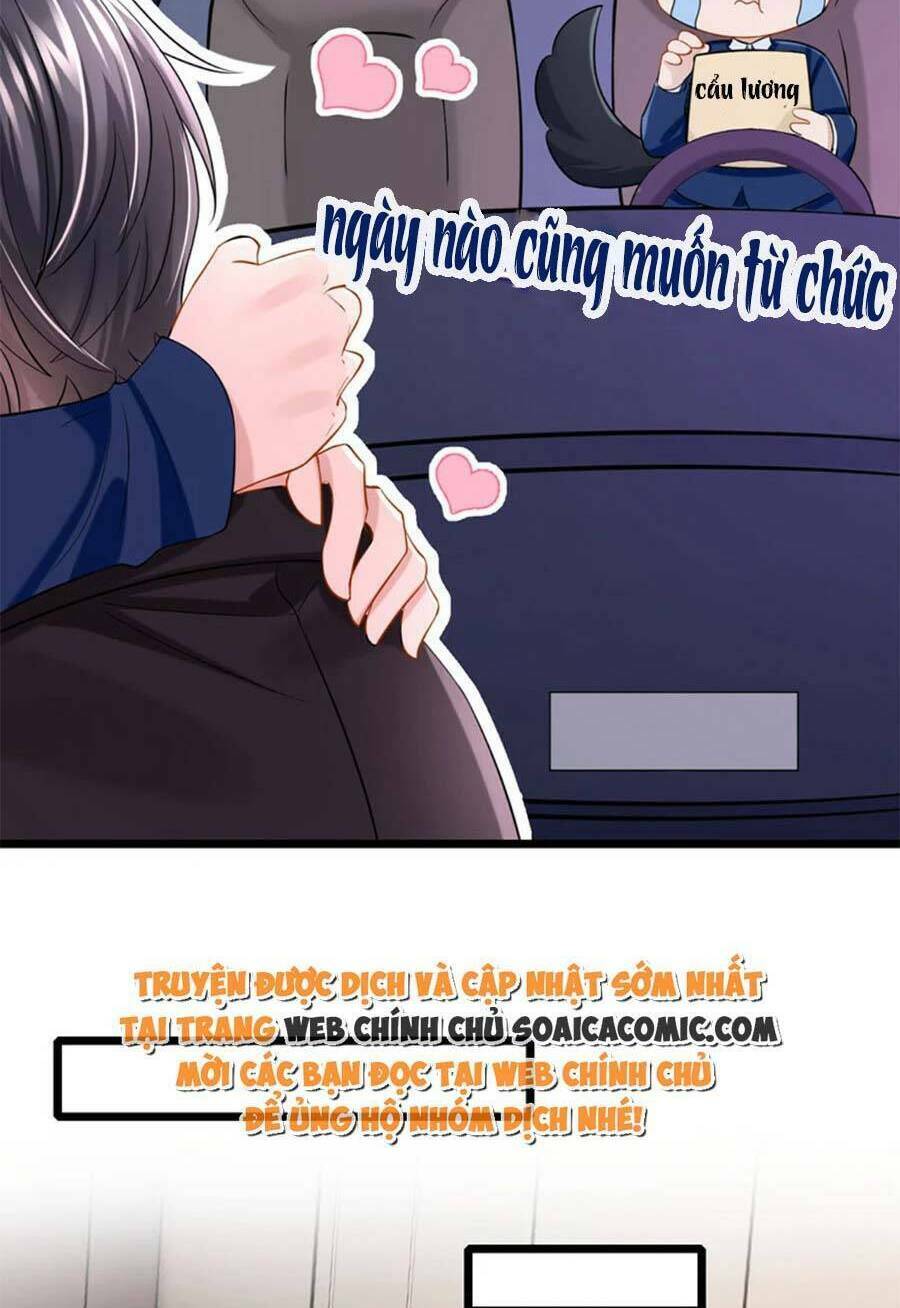 cẩu lương
ngày nào cũng muốn từ chức
TRUYỆN ĐƯỢC DỊCH VÀ CẬP NHẬT SỚM NHẤT
TẠI TRANG WEB CHÍNH CHỦ SOAICACOMIC.COM
MỜI CÁC BẠN ĐỌC TẠI WEB CHÍNH CHỦ
ĐỂ ỦNG HỘ NHÓM DỊCH NHÉ!